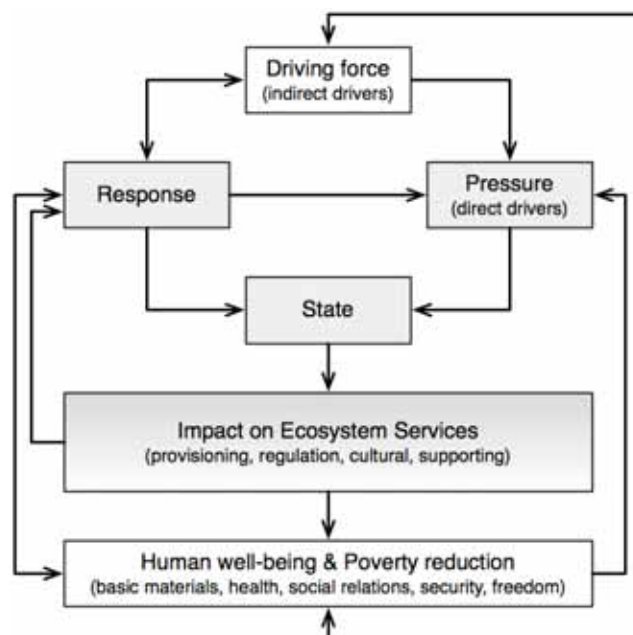 Driving force
(indirect drivers)
Response
Pressure
(direct drivers)
State
Impact on Ecosystem Services
(provisioning, regulation, cultural, supporting)
Human well-being & Poverty reduction
(basic materials, health, social relations, security, freedom)